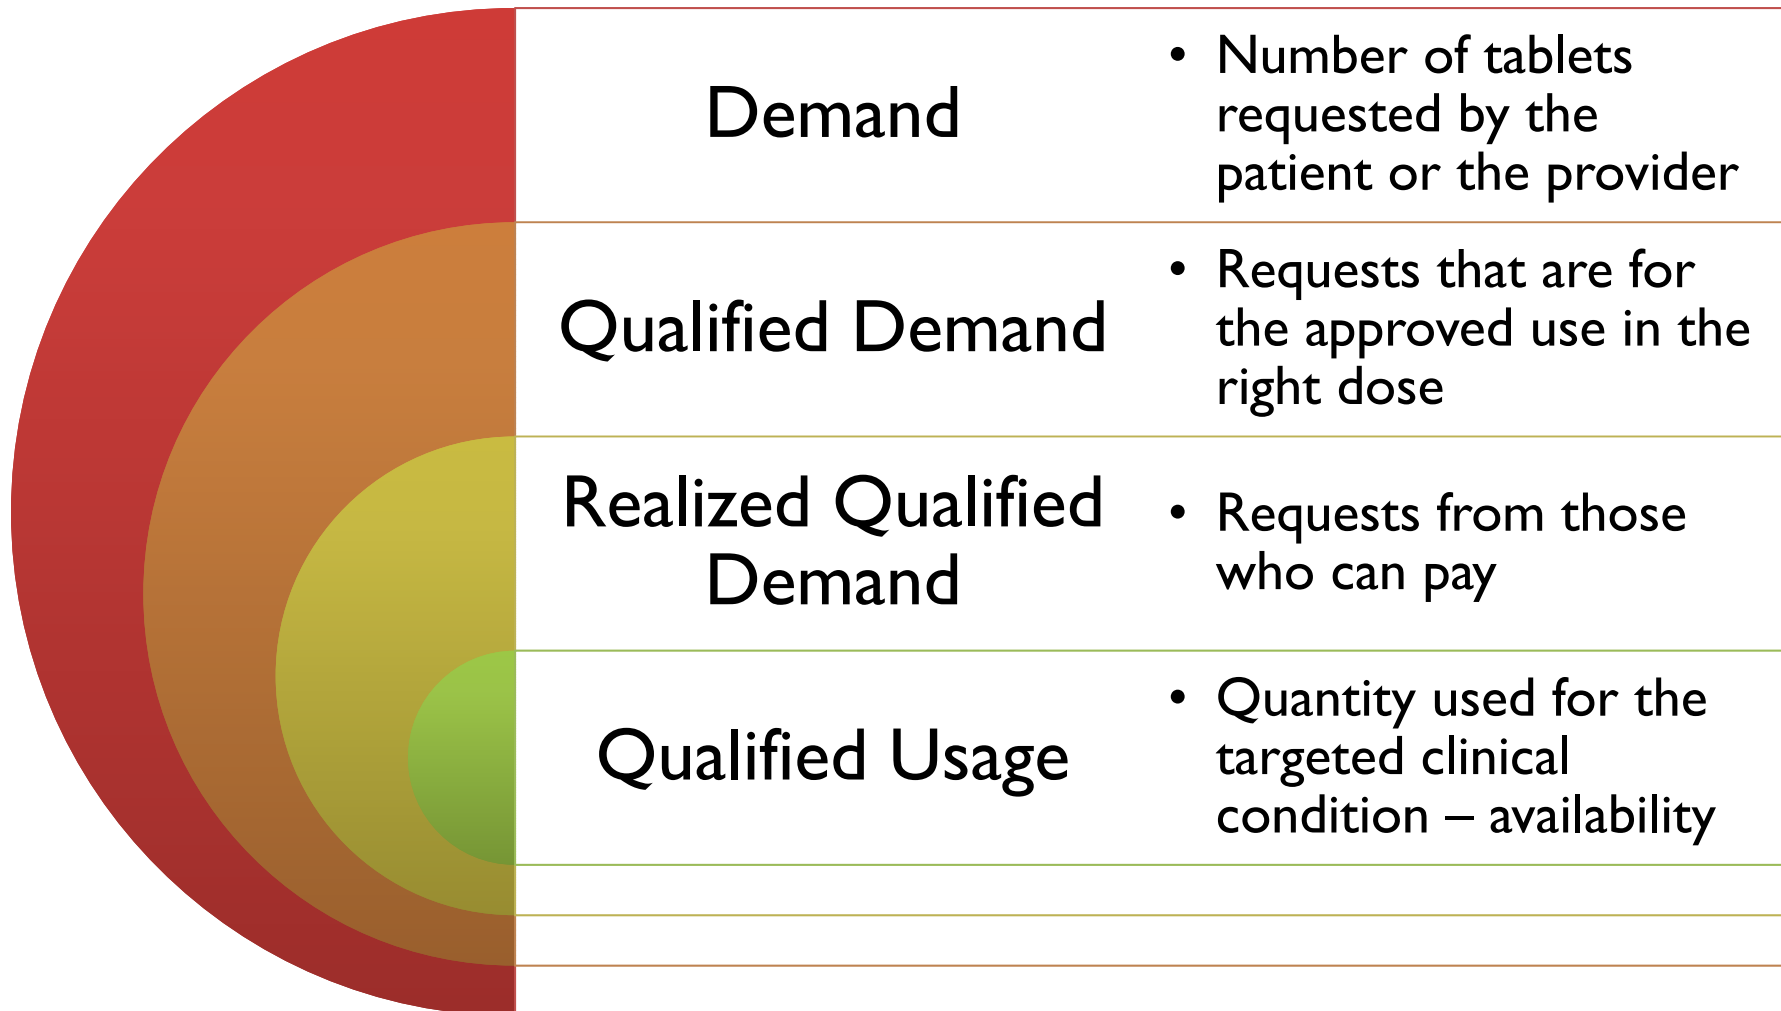 Demand
• Number of tablets
requested by the
patient or the provider
Qualified Demand
• Requests that are for
the approved use in the
right dose
Realized Qualified
Demand
• Requests from those
who can pay
Qualified Usage
• Quantity used for the
targeted clinical
condition – availability